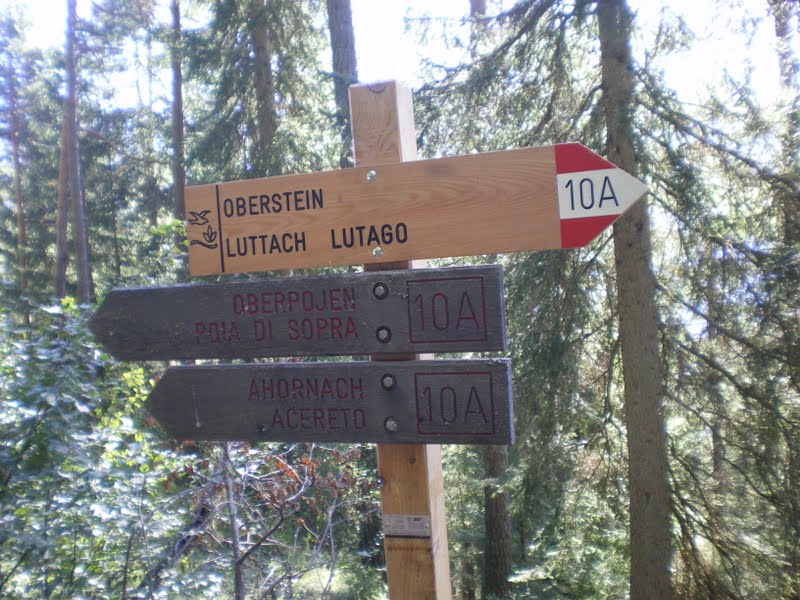 OBERSTEIN
LUTTACH LUTAGO
10A
OBERPOJEN
POIA DI SOPRA
10A
AHORNACH
ACERETO
10A